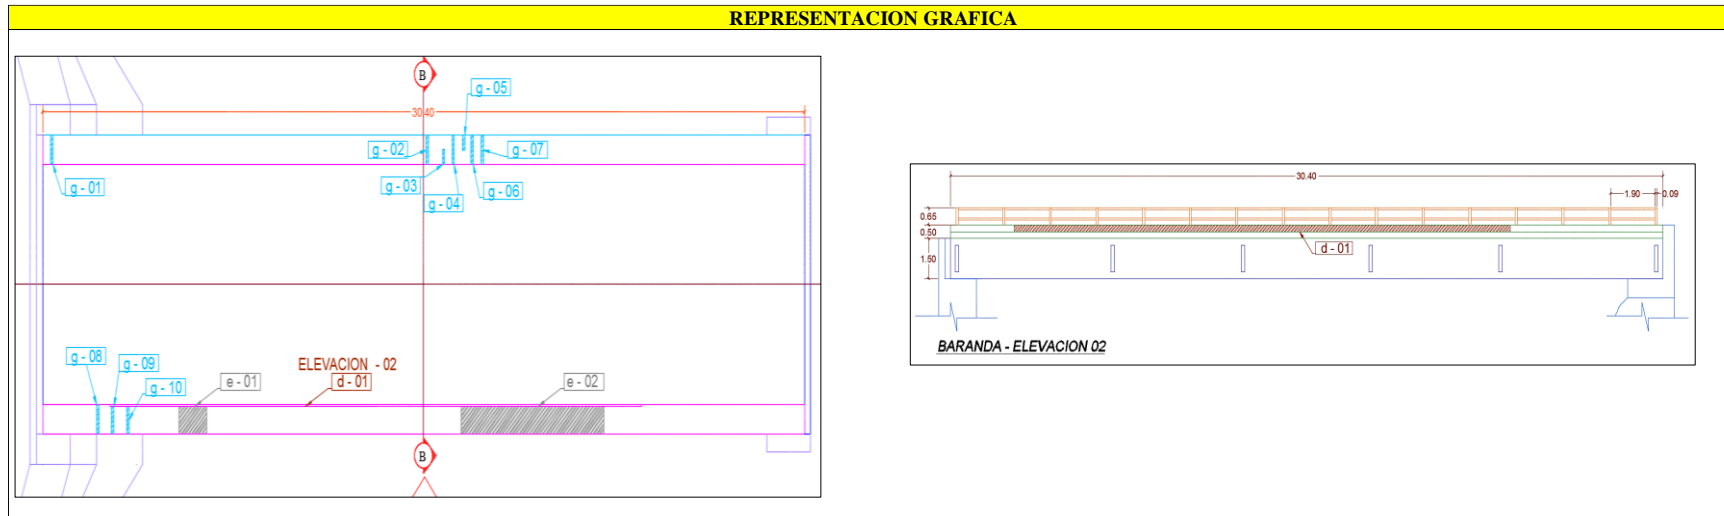 REPRESENTACION GRAFICA
B
g - 05
30.40
g - 02
g - 07
g - 03
g - 01
g - 06
g - 04
g - 08
g - 09
ELEVACION - 02
g - 10
e - 01
d - 01
e - 02
B
30.40
1.90
0.09
0.65
0.50
d - 01
1.50
BARANDA - ELEVACION 02